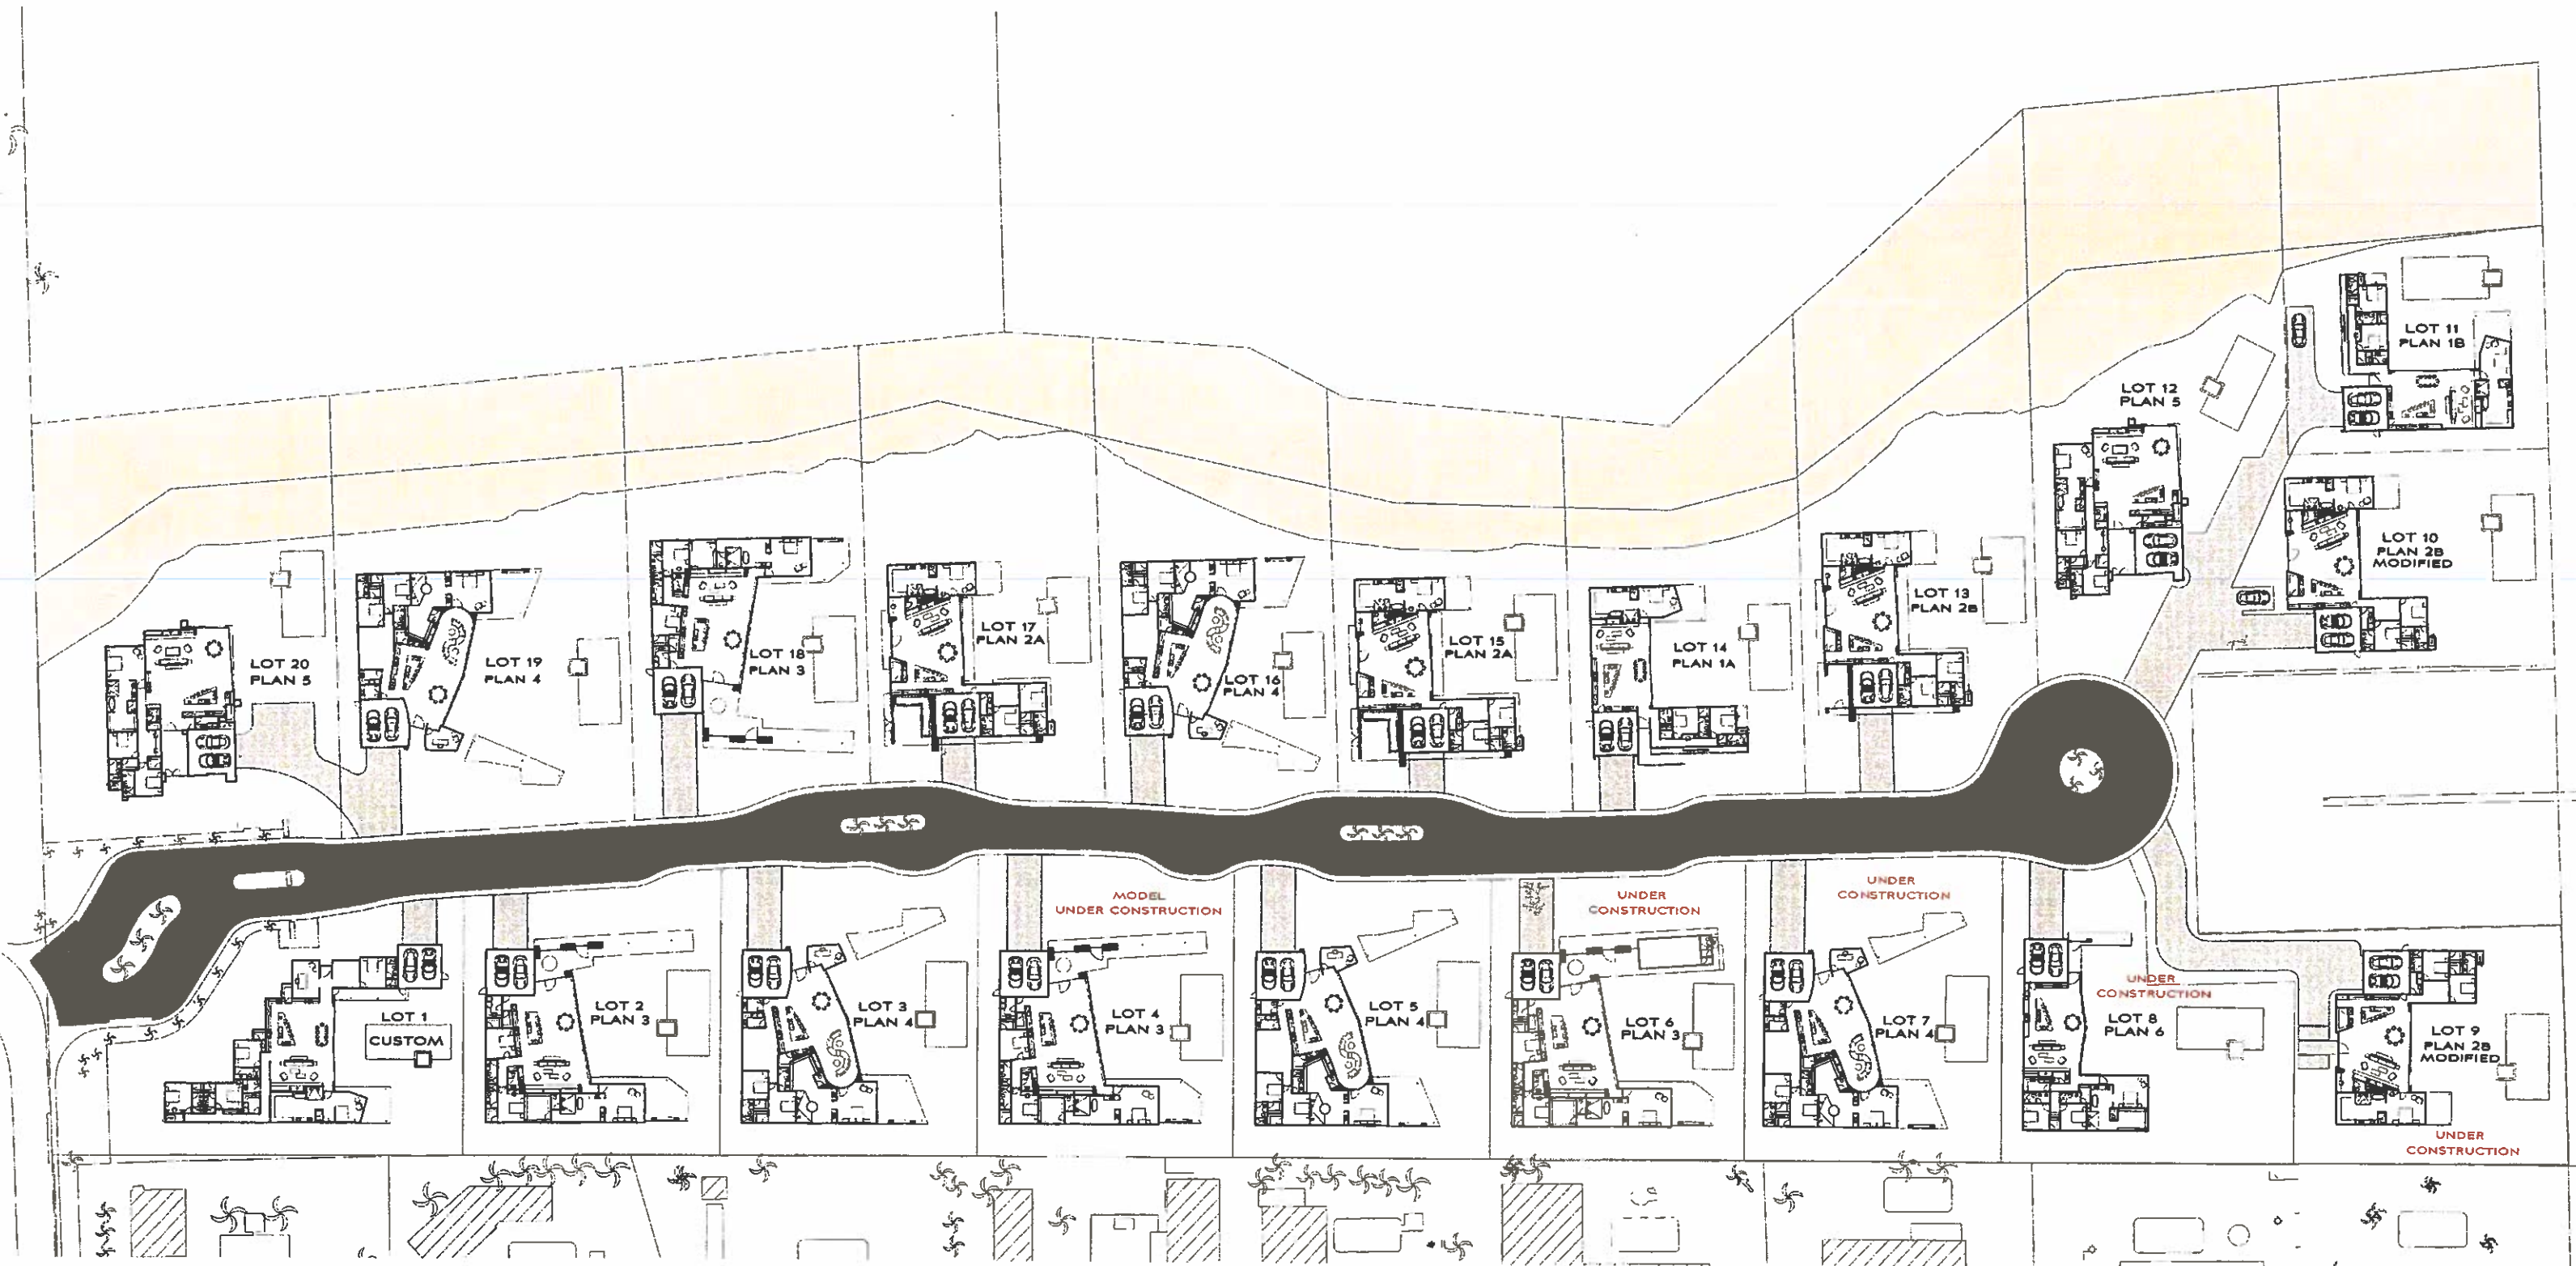 LOT 11
PLAN 1B
LOT 12
PLAN 5
LOT 10
PLAN 2B
MODIFIED
LOT 13
PLAN 2B
LOT 14
PLAN 1A
LOT 15
PLAN 2A
LOT 16
PLAN 4
LOT 17
PLAN 2A
LOT 18
PLAN 3
LOT 19
PLAN 4
LOT 20
PLAN 5
MODEL
UNDER CONSTRUCTION
UNDER
CONSTRUCTION
UNDER
CONSTRUCTION
UNDER
CONSTRUCTION
LOT 1
CUSTOM
LOT 2
PLAN 3
LOT 3
PLAN 4
LOT 4
PLAN 3
LOT 5
PLAN 4
LOT 6
PLAN 3
LOT 7
PLAN 4
LOT 8
PLAN 6
LOT 9
PLAN 2B
MODIFIED
UNDER
CONSTRUCTION